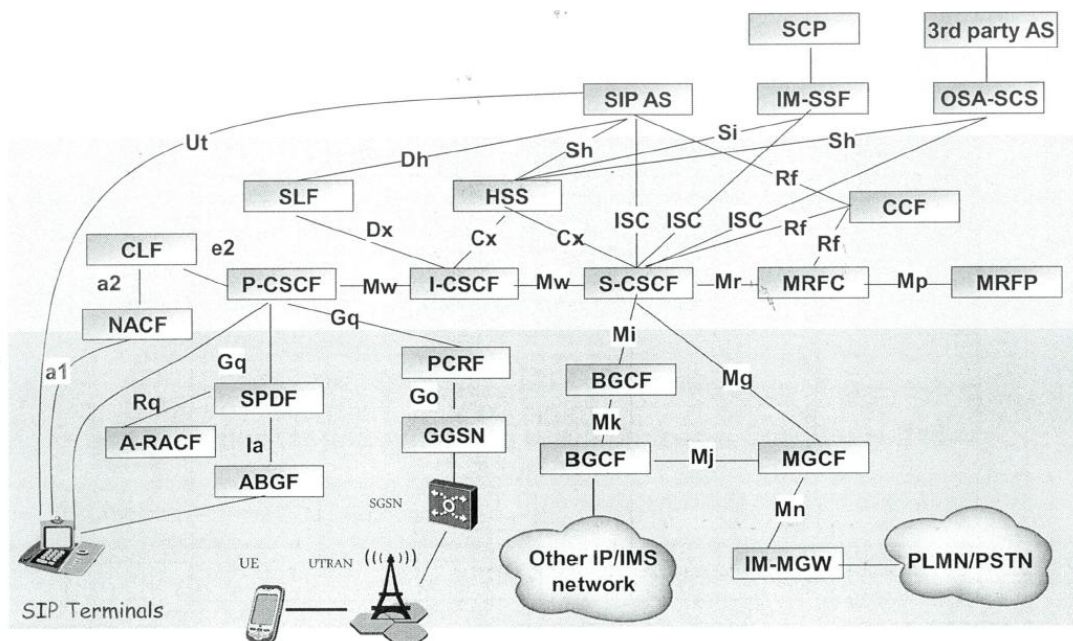 SCP
3rd party AS
SIP AS
IM-SSF
OSA-SCS
Ut
Si
Dh
Sh
Sh
Rf
SLF
HSS
CCF
ISC
ISC
ISC
Dx
Cx
Cx
Rf
Rf
CLF
e2
a2
P-CSCF
Mw
I-CSCF
Mw
S-CSCF
Mr
MRFC
Mp
MRFP
NACF
Gq
Mi
a1
Gq
PCRF
BGCF
Mg
Rq
SPDF
Go
Mk
A-RACF
Ia
GGSN
BGCF
Mj
MGCF
ABGF
SGSN
Mn
Other IP/IMS
network
IM-MGW
PLMN/PSTN
UE
UTRAN
SIP Terminals